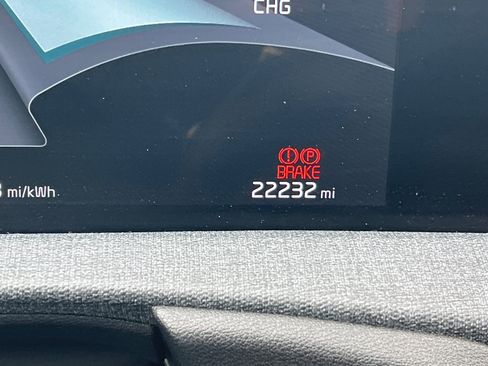 CHG
! P
BRAKE
mi/kWh
22232 mi